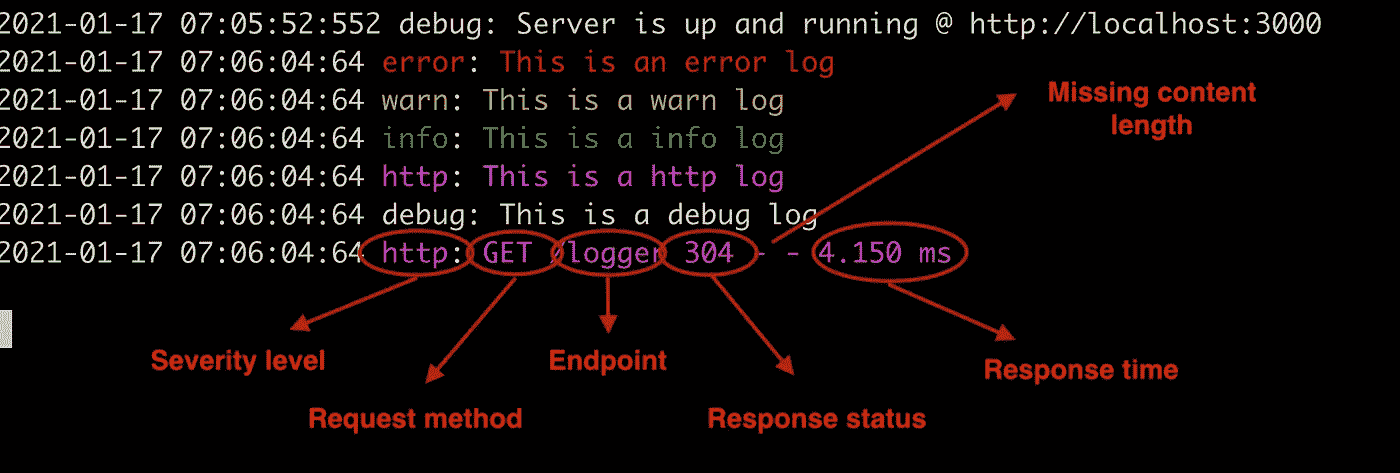 2021-01-17 07:05:52:552 debug: Server is up and running @ http://localhost:3000
2021-01-17 07:06:04:64 error: This is an error log
2021-01-17 07:06:04:64 warn: This is a warn log
2021-01-17 07:06:04:64 info: This is a info log
2021-01-17 07:06:04:64 http: This is a http log
2021-01-17 07:06:04:64 debug: This is a debug log
2021-01-17 07:06:04:64 http: GET /logger 304 - - 4.150 ms
Missing content
length
Severity level
Request method
Endpoint
Response status
Response time